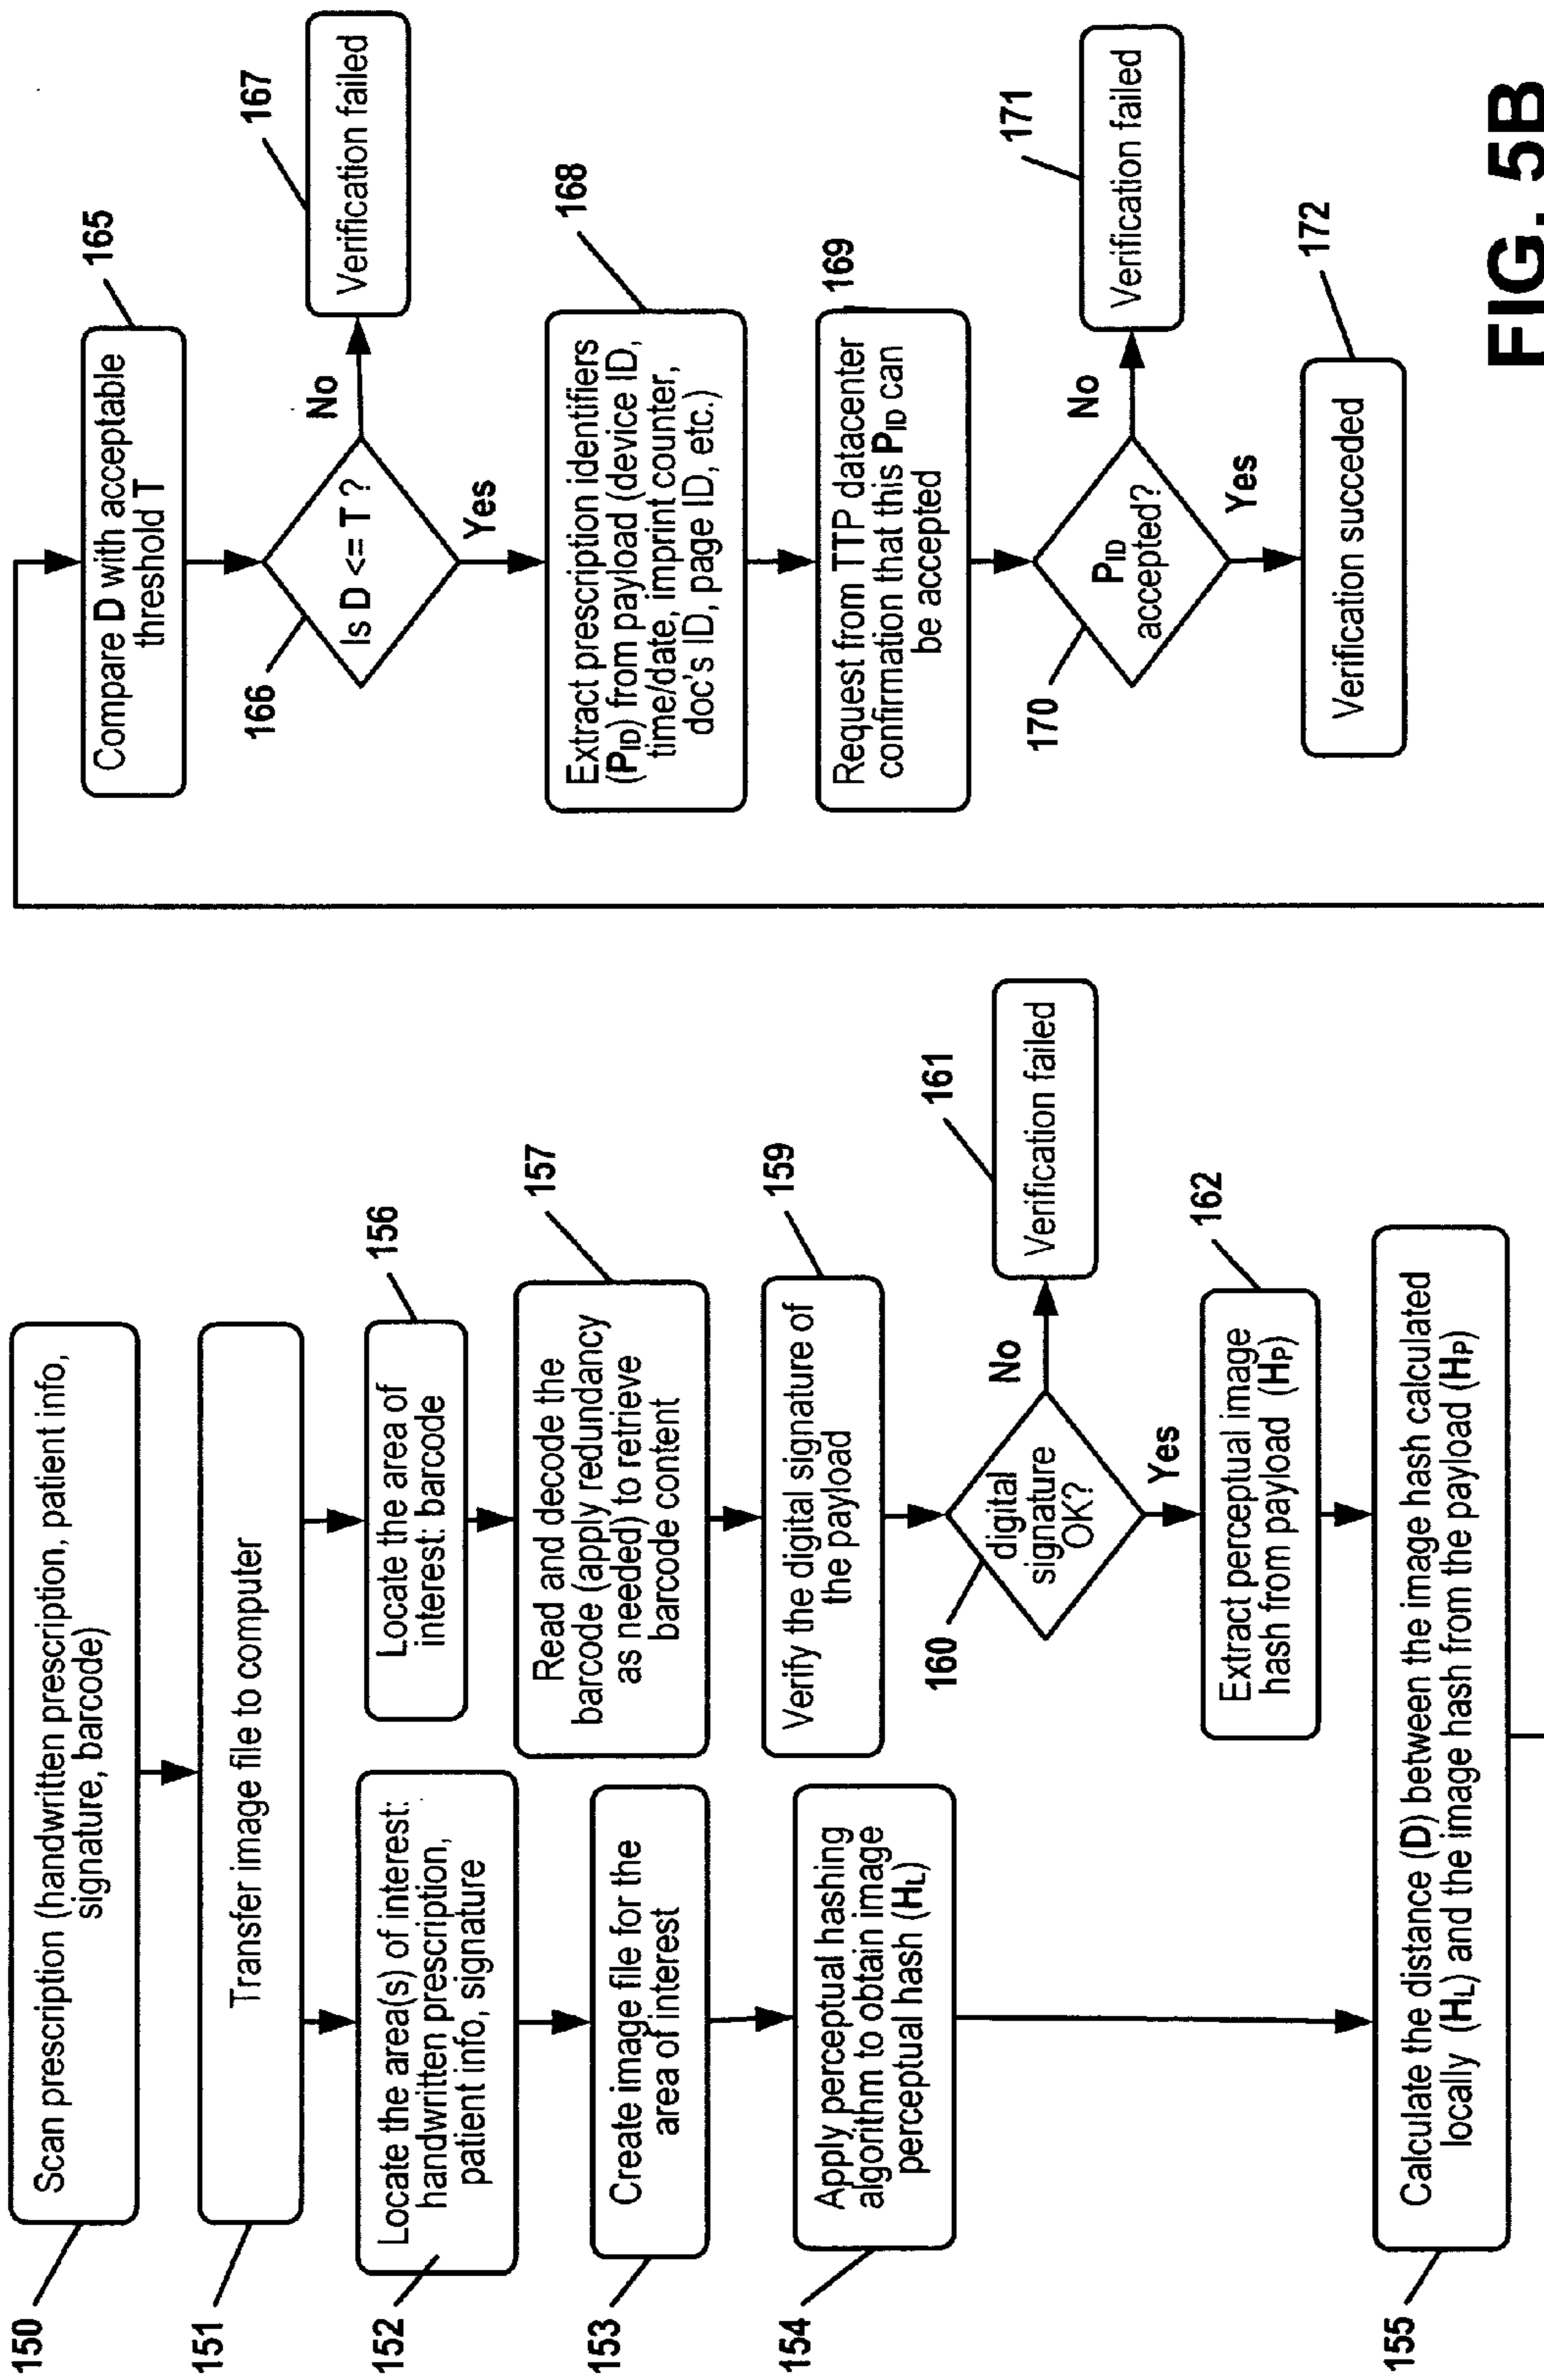 150
Scan prescription (handwritten prescription, patient info,
signature, barcode)
151
Transfer image file to computer
152
Locate the area(s) of interest:
handwritten prescription,
patient info, signature
153
Create image file for the
area of interest
154
Apply perceptual hashing
algorithm to obtain image
perceptual hash (HL)
156
Locate the area of
interest: barcode
157
Read and decode the
barcode (apply redundancy
as needed) to retrieve
barcode content
159
Verify the digital signature of
the payload
160
digital
signature
OK?
No
161
Verification failed
Yes
162
Extract perceptual image
hash from payload (HP)
155
Calculate the distance (D) between the image hash calculated
locally (HL) and the image hash from the payload (HP)
165
Compare D with acceptable
threshold T
166
Is D <= T ?
No
167
Verification failed
Yes
168
Extract prescription identifiers
(PID) from payload (device ID,
time/date, imprint counter,
doc's ID, page ID, etc.)
169
Request from TTP datacenter
confirmation that this PID can
be accepted
170
PID
accepted?
No
171
Verification failed
Yes
172
Verification succeded
FIG. 5B